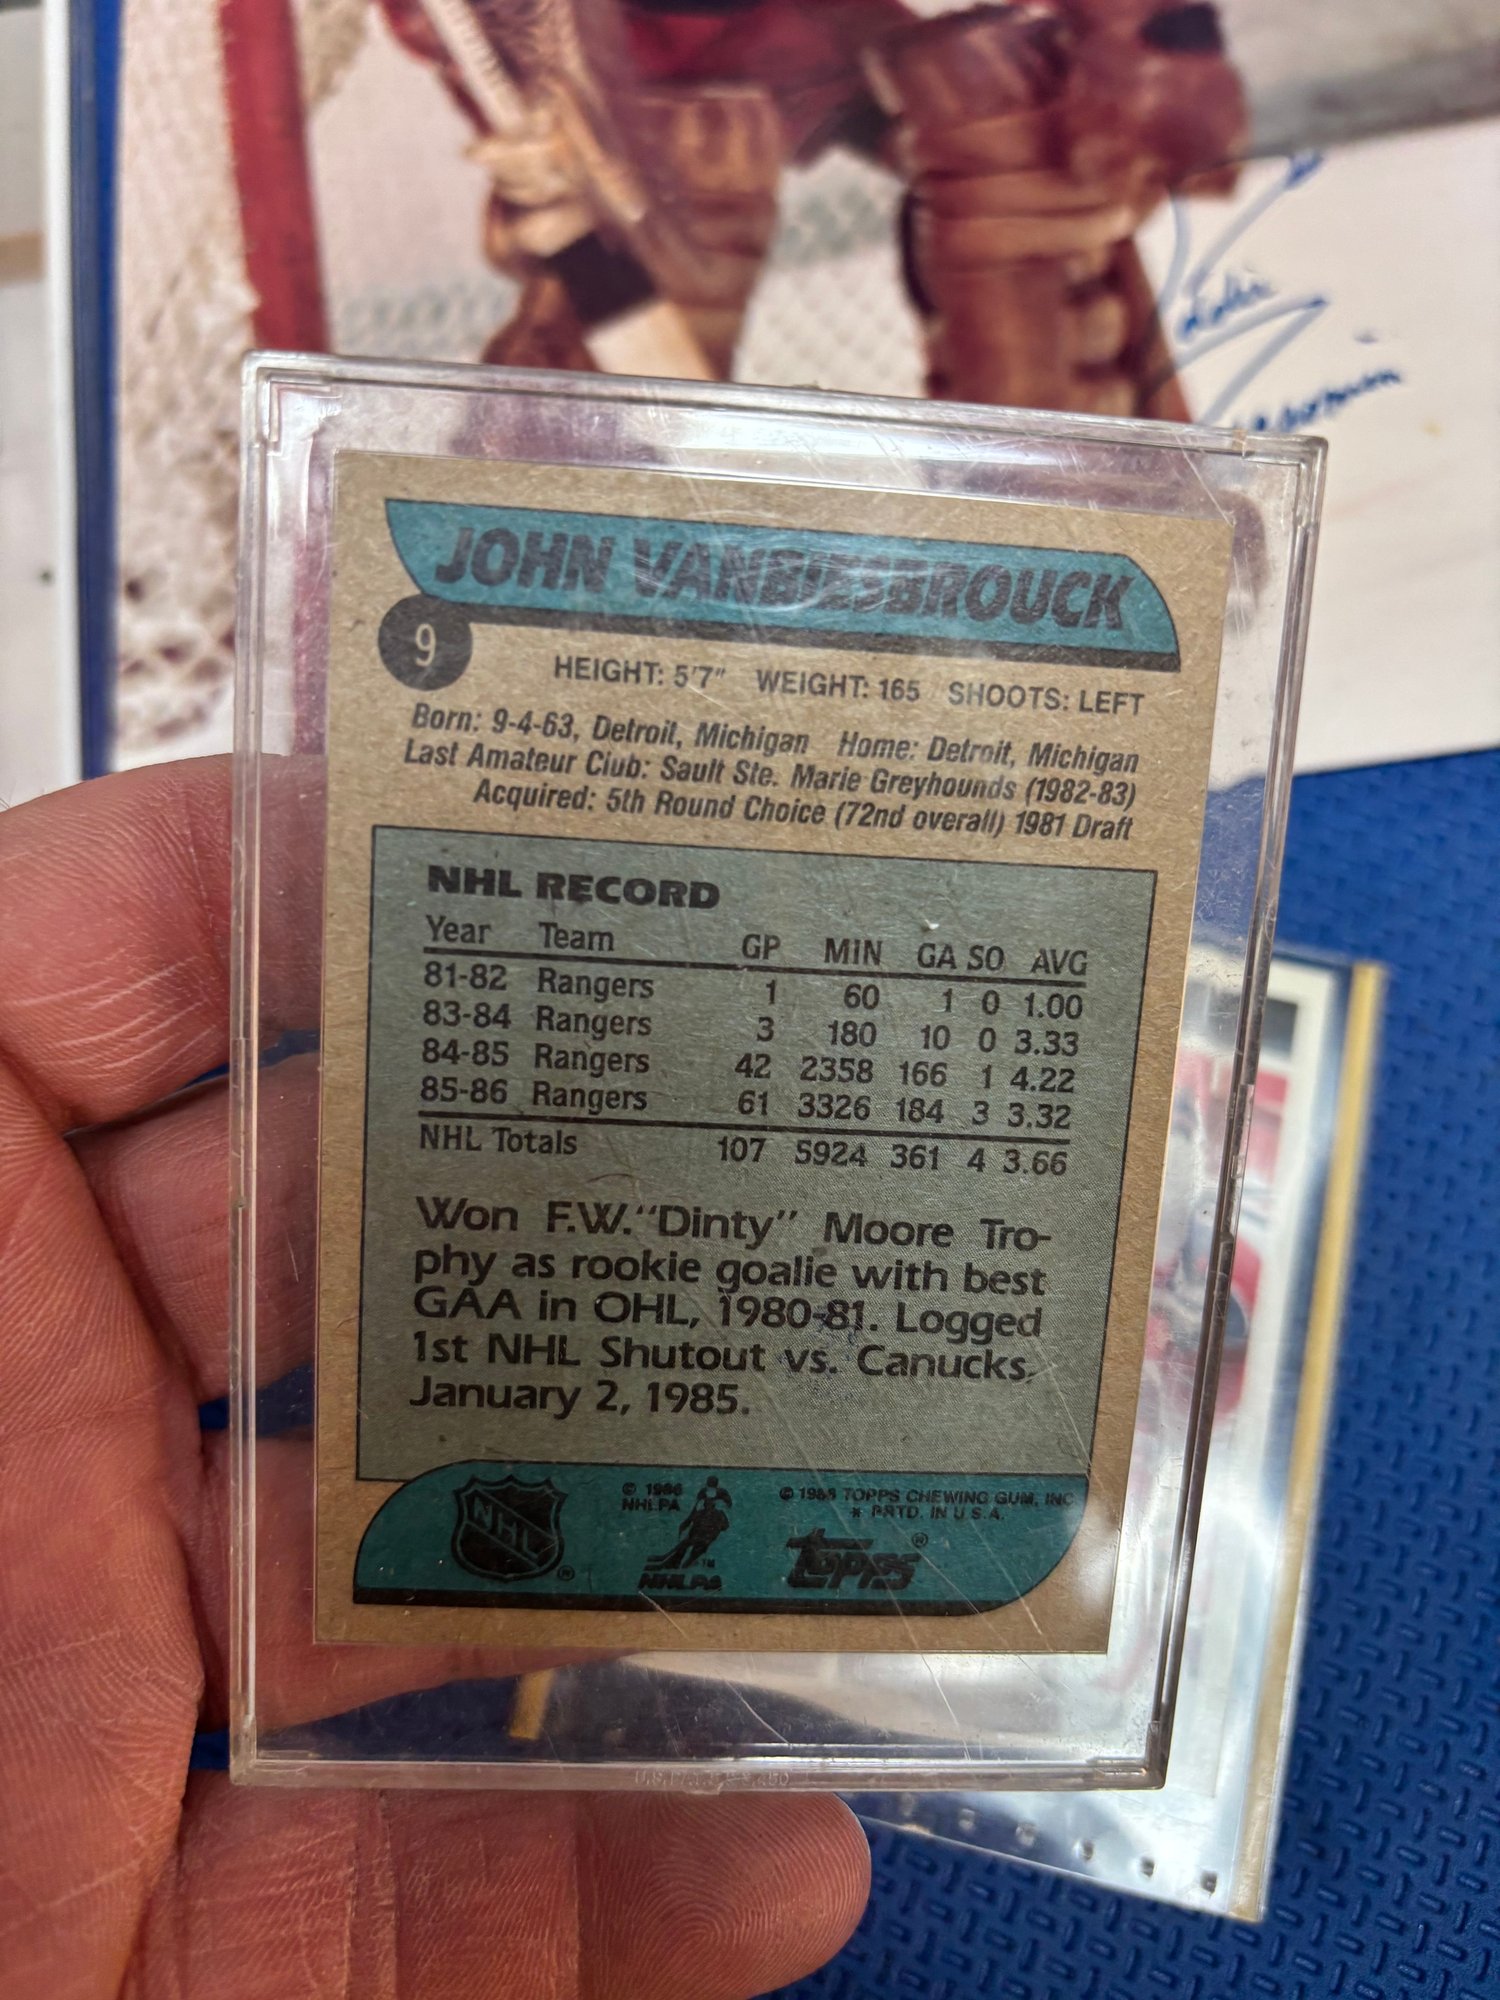 JOHN VANBIESBROUCK
9
HEIGHT: 5'7" WEIGHT: 165 SHOOTS: LEFT
Born: 9-4-63, Detroit, Michigan Home: Detroit, Michigan
Last Amateur Club: Sault Ste. Marie Greyhounds (1982-83)
Acquired: 5th Round Choice (72nd overall) 1981 Draft
NHL RECORD
Year Team GP MIN GA SO AVG
81-82 Rangers 1 60 1 0 1.00
83-84 Rangers 3 180 10 0 3.33
84-85 Rangers 42 2358 166 1 4.22
85-86 Rangers 61 3326 184 3 3.32
NHL Totals 107 5924 361 4 3.66
Won F.W. "Dinty" Moore Tro-
phy as rookie goalie with best
GAA in OHL, 1980-81. Logged
1st NHL Shutout vs. Canucks,
January 2, 1985.
NHL ®
© 1986
NHLPA
NHLPA ™
© 1986 TOPPS CHEWING GUM, INC.
* PRTD. IN U.S.A.
TOPPS ®